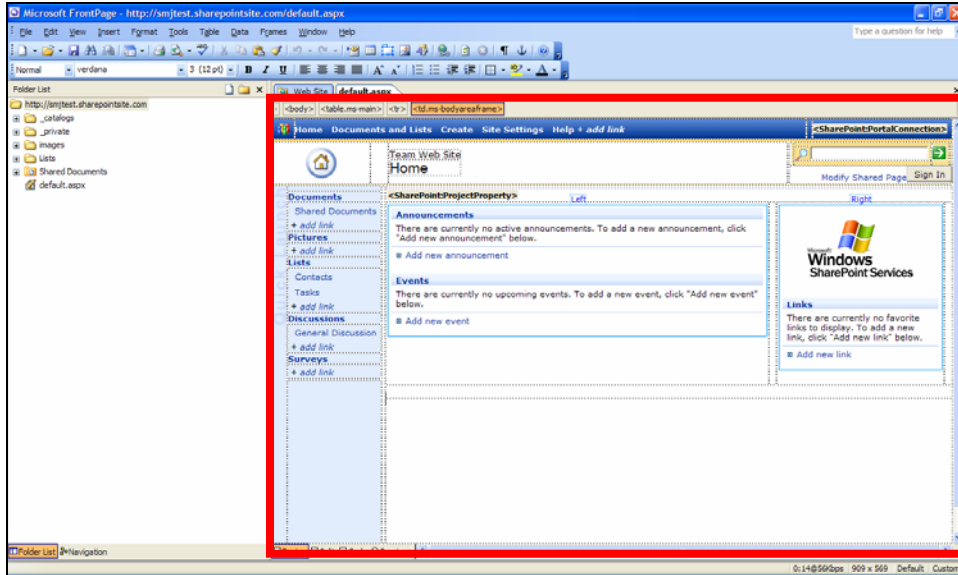 Microsoft FrontPage - http://smjtest.sharepointsite.com/default.aspx
File Edit View Insert Format Tools Table Data Frames Window Help
Type a question for help
Normal verdana 3 (12 pt) B I U A A A
Folder List
Web Site default.aspx
http://smjtest.sharepointsite.com
_catalogs
_private
images
Lists
Shared Documents
default.aspx
<body> <table.ms-main> <tr> <td.ms-bodyareaframe>
Home Documents and Lists Create Site Settings Help + add link
<SharePoint:PortalConnection>
Team Web Site
Home
Modify Shared Page
Sign In
Documents
Shared Documents
+ add link
Pictures
+ add link
Lists
Contacts
Tasks
+ add link
Discussions
General Discussion
+ add link
Surveys
+ add link
<SharePoint:ProjectProperty>
Left
Announcements
There are currently no active announcements. To add a new announcement, click
"Add new announcement" below.
Add new announcement
Events
There are currently no upcoming events. To add a new event, click "Add new event"
below.
Add new event
Right
Microsoft
Windows
SharePoint Services
Links
There are currently no favorite
links to display. To add a new
link, click "Add new link" below.
Add new link
Folder List Navigation
0:14@56Kbps 909 x 569 Default Custom